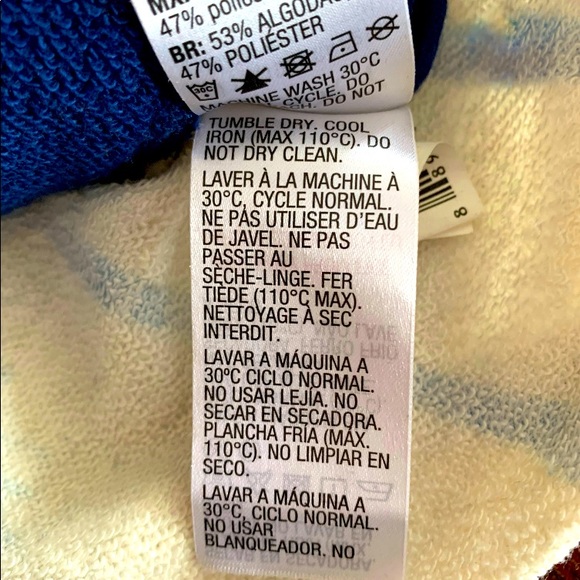 47% polié
BR: 53% ALGODÃO
47% POLIÉSTER
30C
MACHINE WASH 30°C
CYCLE. DO
DO NOT
TUMBLE DRY. COOL
IRON (MAX 110°C). DO
NOT DRY CLEAN.
LAVER À LA MACHINE À
30°C, CYCLE NORMAL.
NE PAS UTILISER D'EAU
DE JAVEL. NE PAS
PASSER AU
SÈCHE-LINGE. FER
TIÈDE (110°C MAX).
NETTOYAGE À SEC
INTERDIT.
LAVAR A MÁQUINA A
30°C CICLO NORMAL.
NO USAR LEJÍA. NO
SECAR EN SECADORA.
PLANCHA FRÍA (MÁX.
110°C). NO LIMPIAR EN
SECO.
LAVAR A MÁQUINA A
30°C, CICLO NORMAL.
NO USAR
BLANQUEADOR. NO